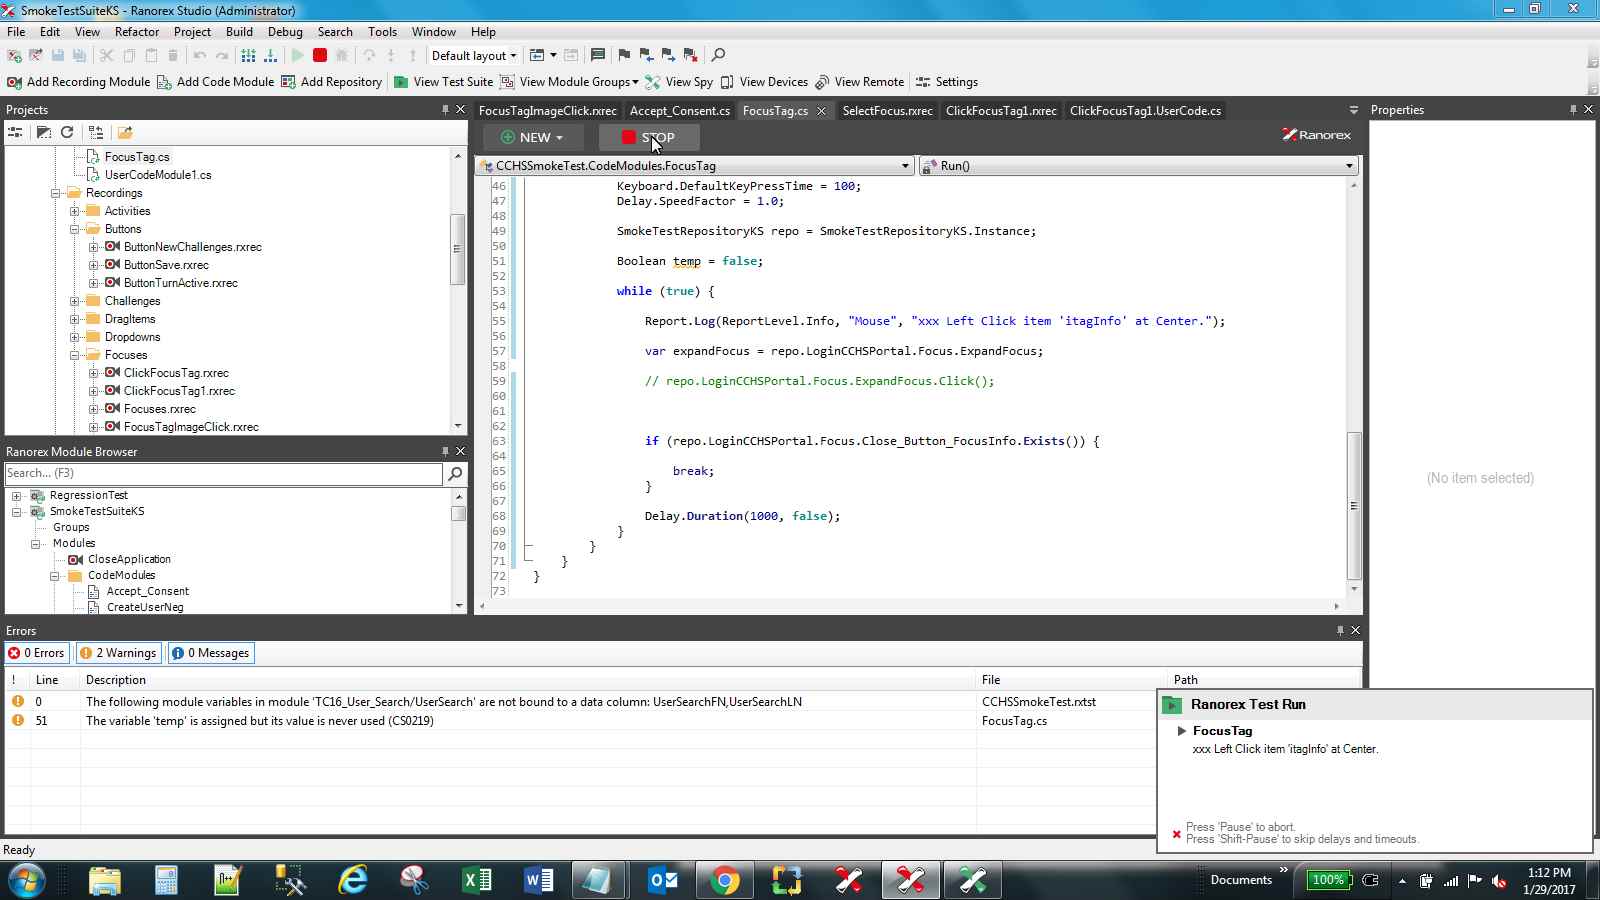 SmokeTestSuiteKS - Ranorex Studio (Administrator)
File Edit View Refactor Project Build Debug Search Tools Window Help
Default layout
Add Recording Module Add Code Module Add Repository View Test Suite View Module Groups View Spy View Devices View Remote Settings
Projects
FocusTag.cs
UserCodeModule1.cs
Recordings
Activities
Buttons
ButtonNewChallenges.rxrec
ButtonSave.rxrec
ButtonTurnActive.rxrec
Challenges
DragItems
Dropdowns
Focuses
ClickFocusTag.rxrec
ClickFocusTag1.rxrec
Focuses.rxrec
FocusTagImageClick.rxrec
Ranorex Module Browser
Search... (F3)
RegressionTest
SmokeTestSuiteKS
Groups
Modules
CloseApplication
CodeModules
Accept_Consent
CreateUserNeg
FocusTagImageClick.rxrec Accept_Consent.cs FocusTag.cs SelectFocus.rxrec ClickFocusTag1.rxrec ClickFocusTag1.UserCode.cs
NEW STOP Ranorex
CCHSSmokeTest.CodeModules.FocusTag Run()
46 Keyboard.DefaultKeyPressTime = 100;
47 Delay.SpeedFactor = 1.0;
48
49 SmokeTestRepositoryKS repo = SmokeTestRepositoryKS.Instance;
50
51 Boolean temp = false;
52
53 while (true) {
54
55 Report.Log(ReportLevel.Info, "Mouse", "xxx Left Click item 'itagInfo' at Center.");
56
57 var expandFocus = repo.LoginCCHSPortal.Focus.ExpandFocus;
58
59 // repo.LoginCCHSPortal.Focus.ExpandFocus.Click();
60
61
62
63 if (repo.LoginCCHSPortal.Focus.Close_Button_FocusInfo.Exists()) {
64
65 break;
66 }
67
68 Delay.Duration(1000, false);
69 }
70 }
71 }
72 }
73
Properties
(No item selected)
Errors
0 Errors 2 Warnings 0 Messages
! Line Description File Path
0 The following module variables in module 'TC16_User_Search/UserSearch' are not bound to a data column: UserSearchFN,UserSearchLN CCHSSmokeTest.rxtst
51 The variable 'temp' is assigned but its value is never used (CS0219) FocusTag.cs
Ranorex Test Run
FocusTag
xxx Left Click item 'itagInfo' at Center.
Press 'Pause' to abort.
Press 'Shift-Pause' to skip delays and timeouts.
Ready
Documents » 100% 1:12 PM
1/29/2017